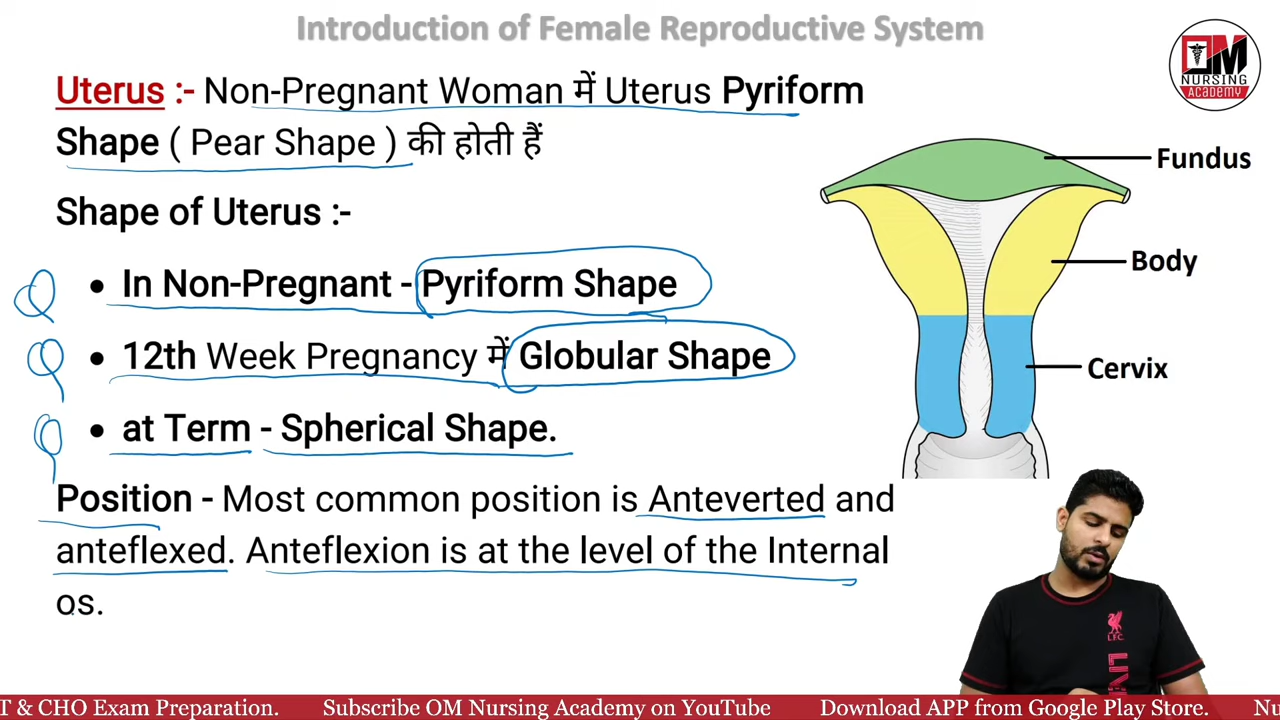 Introduction of Female Reproductive System
OM
NURSING
ACADEMY
Uterus :- Non-Pregnant Woman में Uterus Pyriform
Shape ( Pear Shape ) की होती हैं
Fundus
Shape of Uterus :-
Body
• In Non-Pregnant - Pyriform Shape
• 12th Week Pregnancy में Globular Shape
Cervix
• at Term - Spherical Shape.
Position - Most common position is Anteverted and
anteflexed. Anteflexion is at the level of the Internal
os.
L.F.C.
LIVE
T & CHO Exam Preparation. Subscribe OM Nursing Academy on YouTube Download APP from Google Play Store. Nu